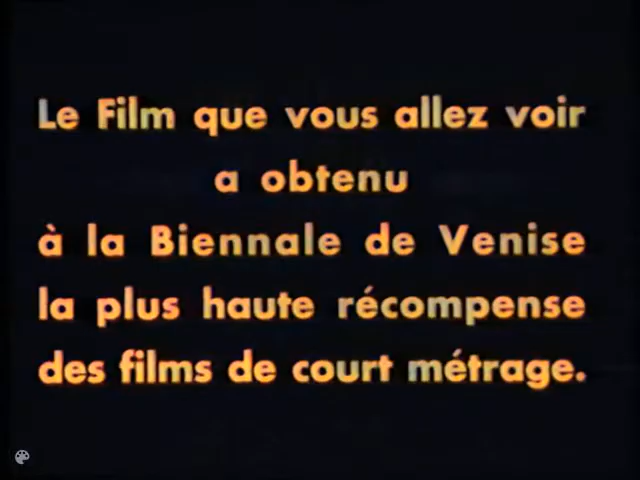 Le Film que vous allez voir
a obtenu
à la Biennale de Venise
la plus haute récompense
des films de court métrage.